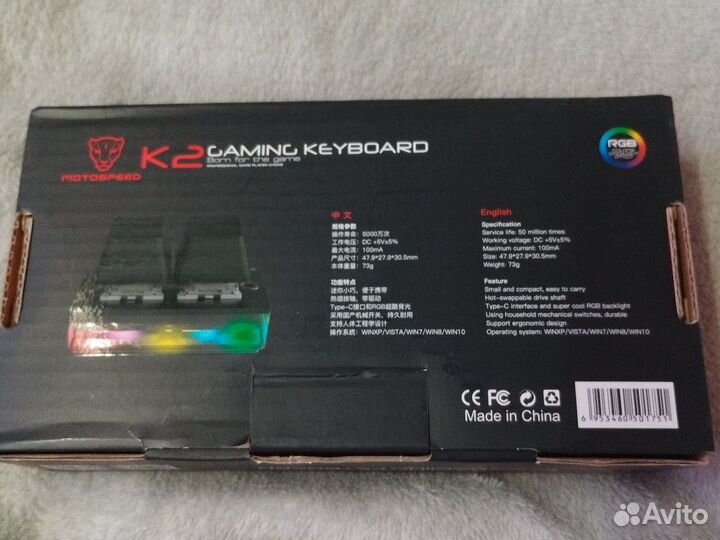 MOTOSPEED
K2 GAMING KEYBOARD
Born for the game
PROFESSIONAL GAME PLAYER CHOICE
RGB
中文
规格参数
操作寿命：5000万次
工作电压：DC +5V±5%
最大电流：100mA
产品尺寸：47.9*27.9*30.5mm
本体重量：73g
功能特点
迷你小巧，便于携带
热插接轴，带驱动
Type-C接口和RGB超酷背光
采用国产机械开关，持久耐用
支持人体工程学设计
操作系统：WINXP/VISTA/WIN7/WIN8/WIN10
English
Specification
Service life: 50 million times
Working voltage: DC +5V±5%
Maximum current: 100mA
Size: 47.9*27.9*30.5mm
Weight: 73g
Feature
Small and compact, easy to carry
Hot-swappable drive shaft
Type-C interface and super cool RGB backlight
Using household mechanical switches, durable
Support ergonomic design
Operating system: WINXP/VISTA/WIN7/WIN8/WIN10
CE FC
Made in China
6 953460 501751
Avito